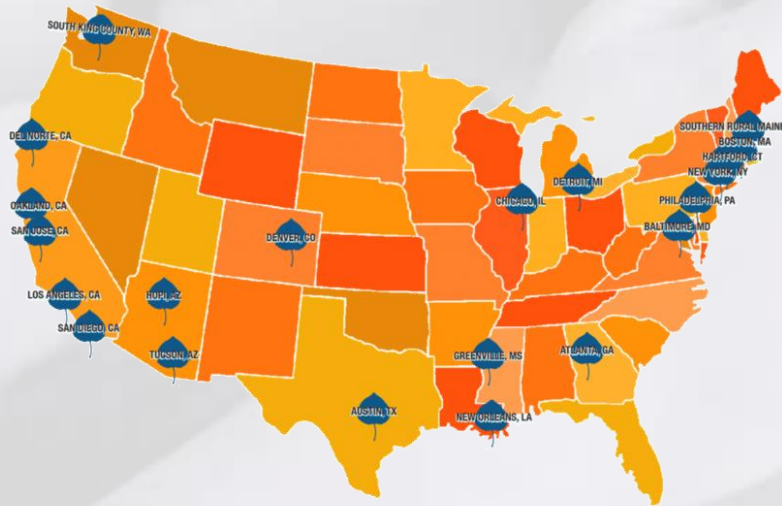 SOUTH KING COUNTY, WA
DEL NORTE, CA
OAKLAND, CA
SAN JOSE, CA
LOS ANGELES, CA
SAN DIEGO, CA
HOPI, AZ
TUCSON, AZ
DENVER, CO
AUSTIN, TX
GREENVILLE, MS
NEW ORLEANS, LA
ATLANTA, GA
CHICAGO, IL
DETROIT, MI
SOUTHERN RURAL MAINE
BOSTON, MA
HARTFORD, CT
NEW YORK, NY
PHILADELPHIA, PA
BALTIMORE, MD